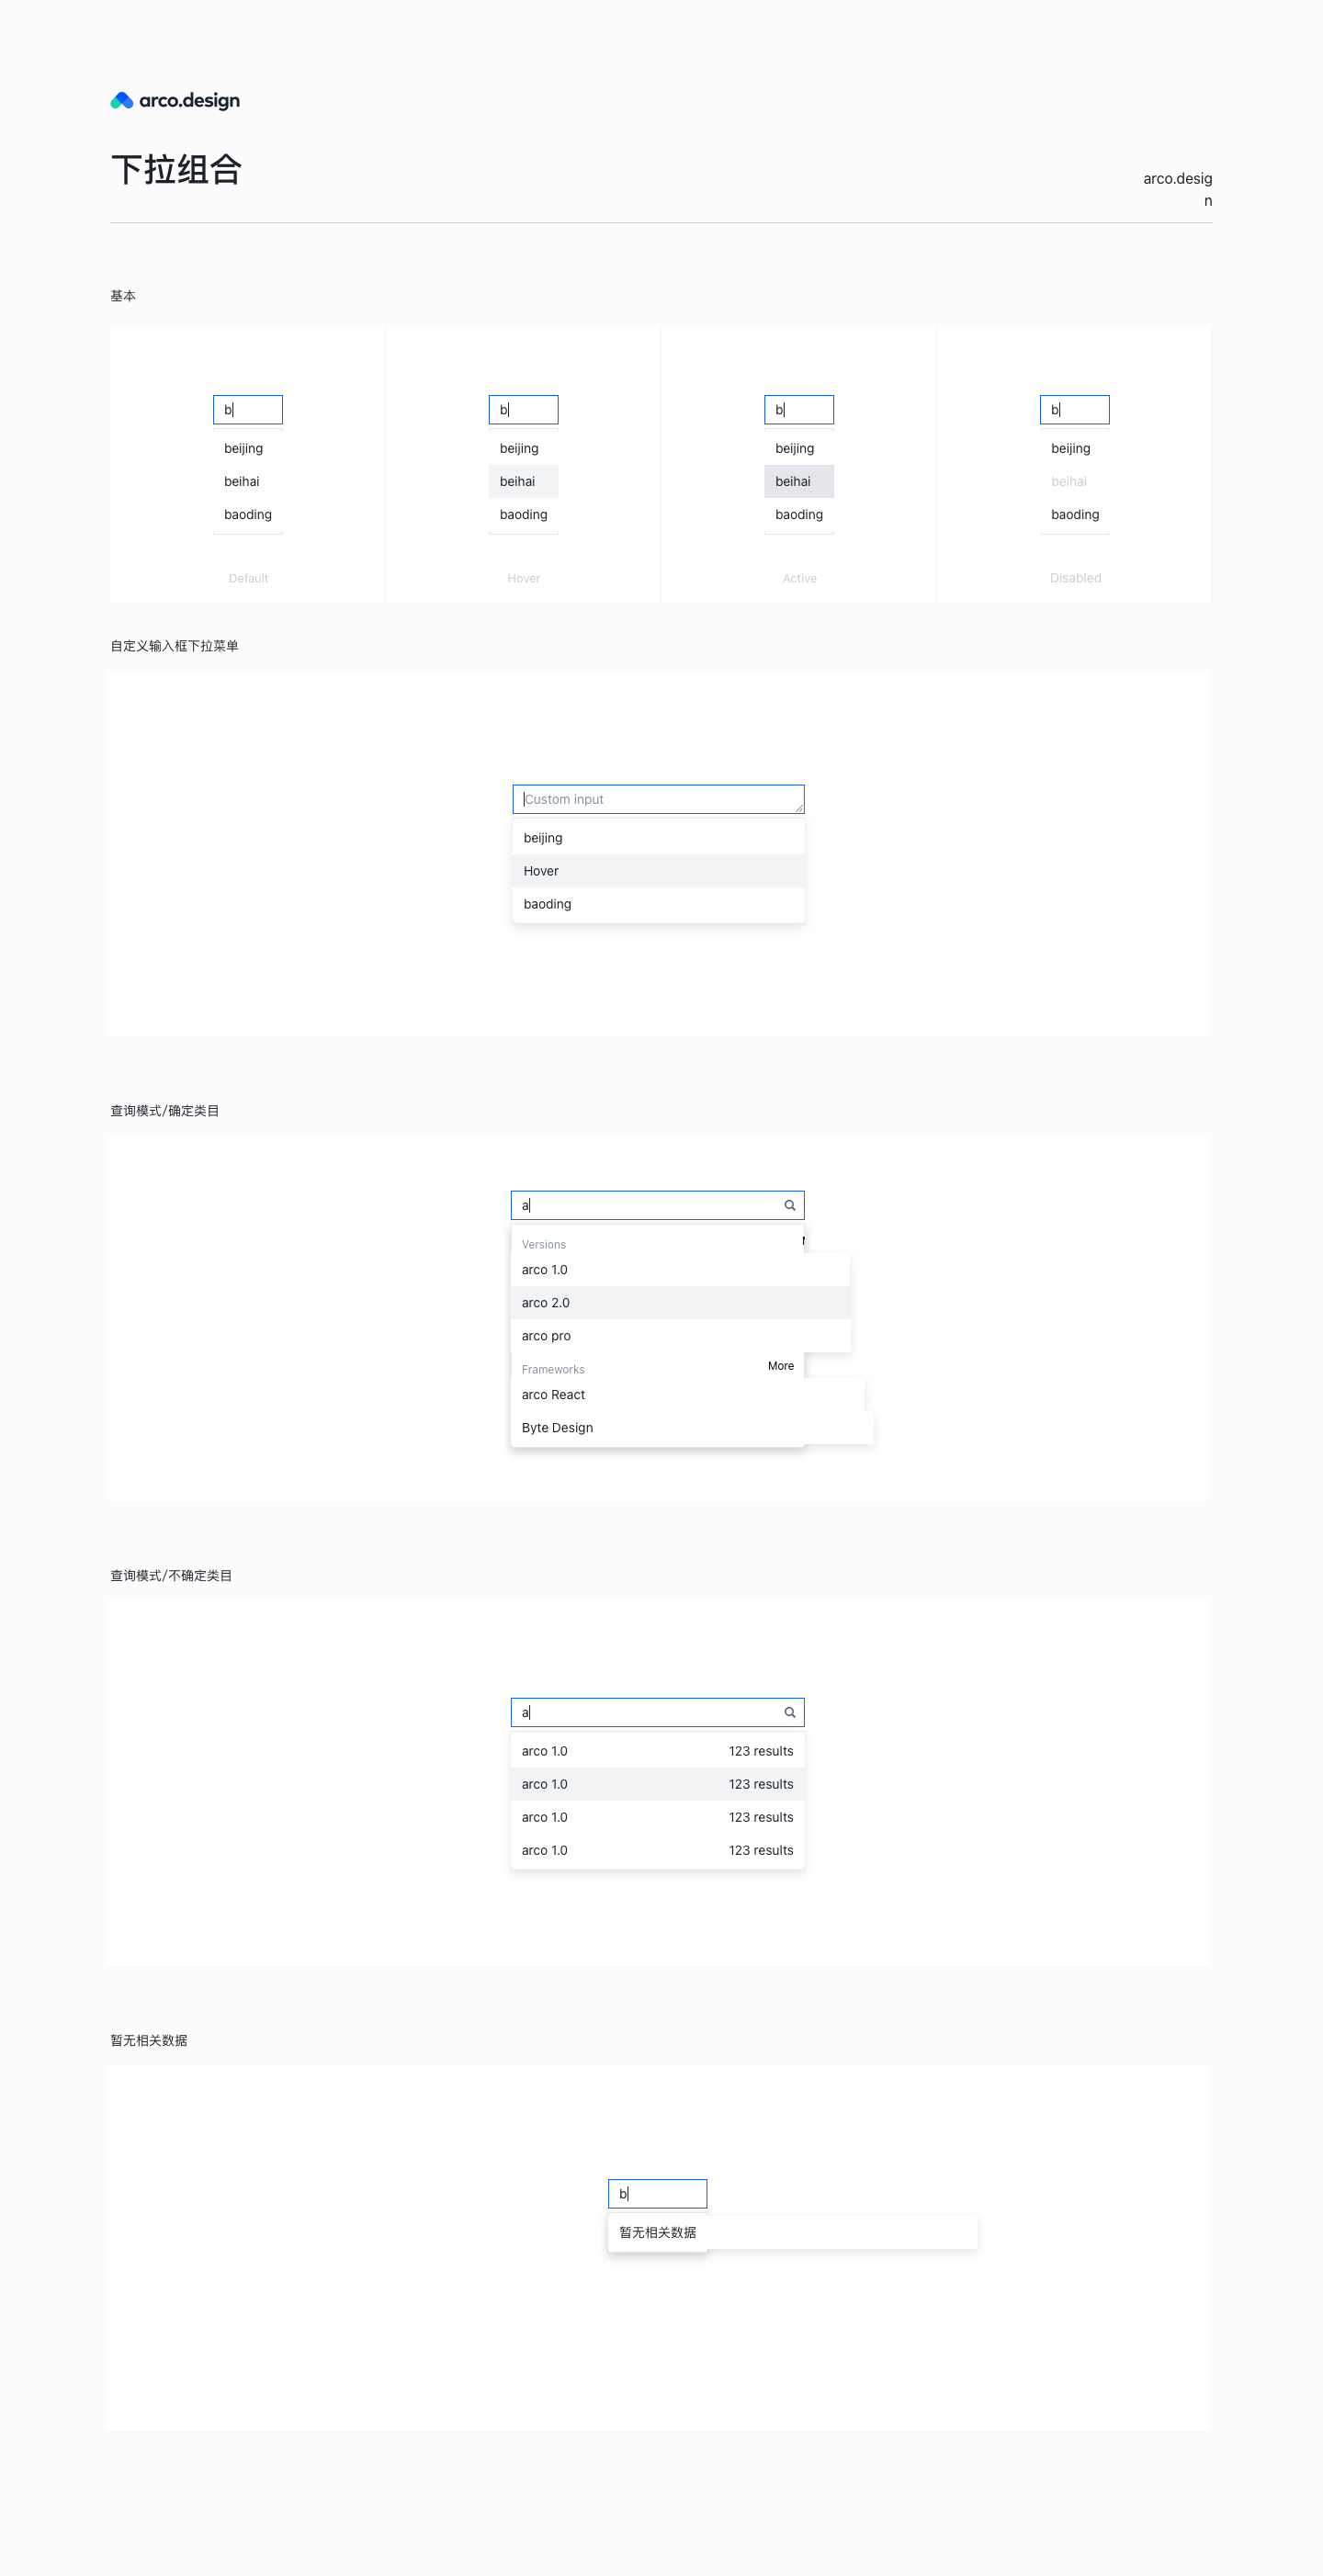 arco.design
下拉组合
arco.desig
n
基本
b
b
b
b
beijing
beijing
beijing
beijing
beihai
beihai
beihai
beihai
baoding
baoding
baoding
baoding
Default
Hover
Active
Disabled
自定义输入框下拉菜单
Custom input
beijing
Hover
baoding
查询模式/确定类目
a
Versions
arco 1.0
arco 2.0
arco pro
Frameworks More
arco React
Byte Design
查询模式/不确定类目
a
arco 1.0 123 results
arco 1.0 123 results
arco 1.0 123 results
arco 1.0 123 results
暂无相关数据
b
暂无相关数据